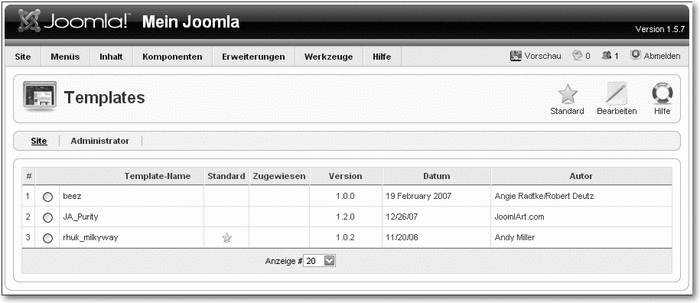 Joomla! Mein Joomla
Version 1.5.7
Site Menüs Inhalt Komponenten Erweiterungen Werkzeuge Hilfe Vorschau 0 1 Abmelden
Templates
Standard Bearbeiten Hilfe
Site Administrator
# Template-Name Standard Zugewiesen Version Datum Autor
1 beez 1.0.0 19 February 2007 Angie Radtke/Robert Deutz
2 JA_Purity 1.2.0 12/26/07 JoomlArt.com
3 rhuk_milkyway 1.0.2 11/20/06 Andy Miller
Anzeige # 20